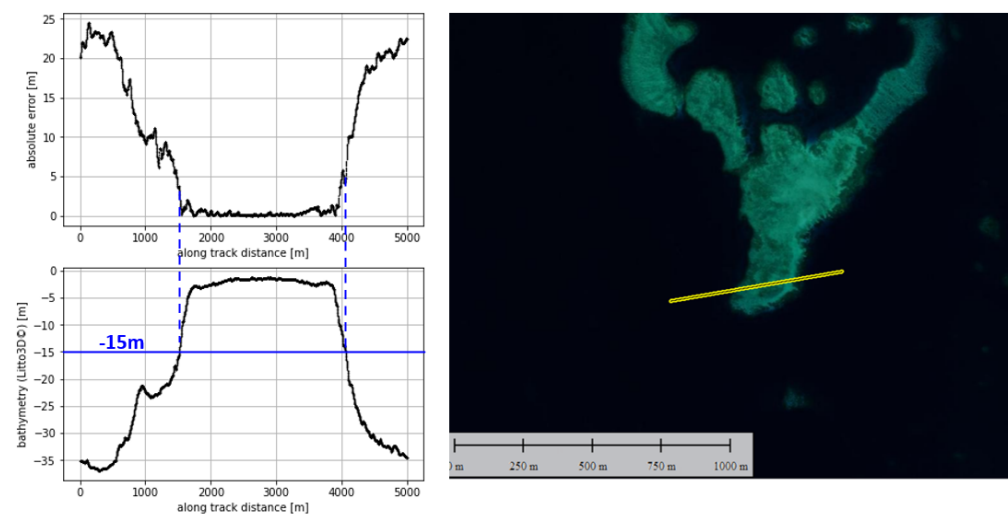 25
20
15
10
5
0
absolute error [m]
0 1000 2000 3000 4000 5000
along track distance [m]
0
−5
−10
-15m
−15
−20
−25
−30
−35
bathymetry (Litto3D©) [m]
0 1000 2000 3000 4000 5000
along track distance [m]
0 m 250 m 500 m 750 m 1000 m